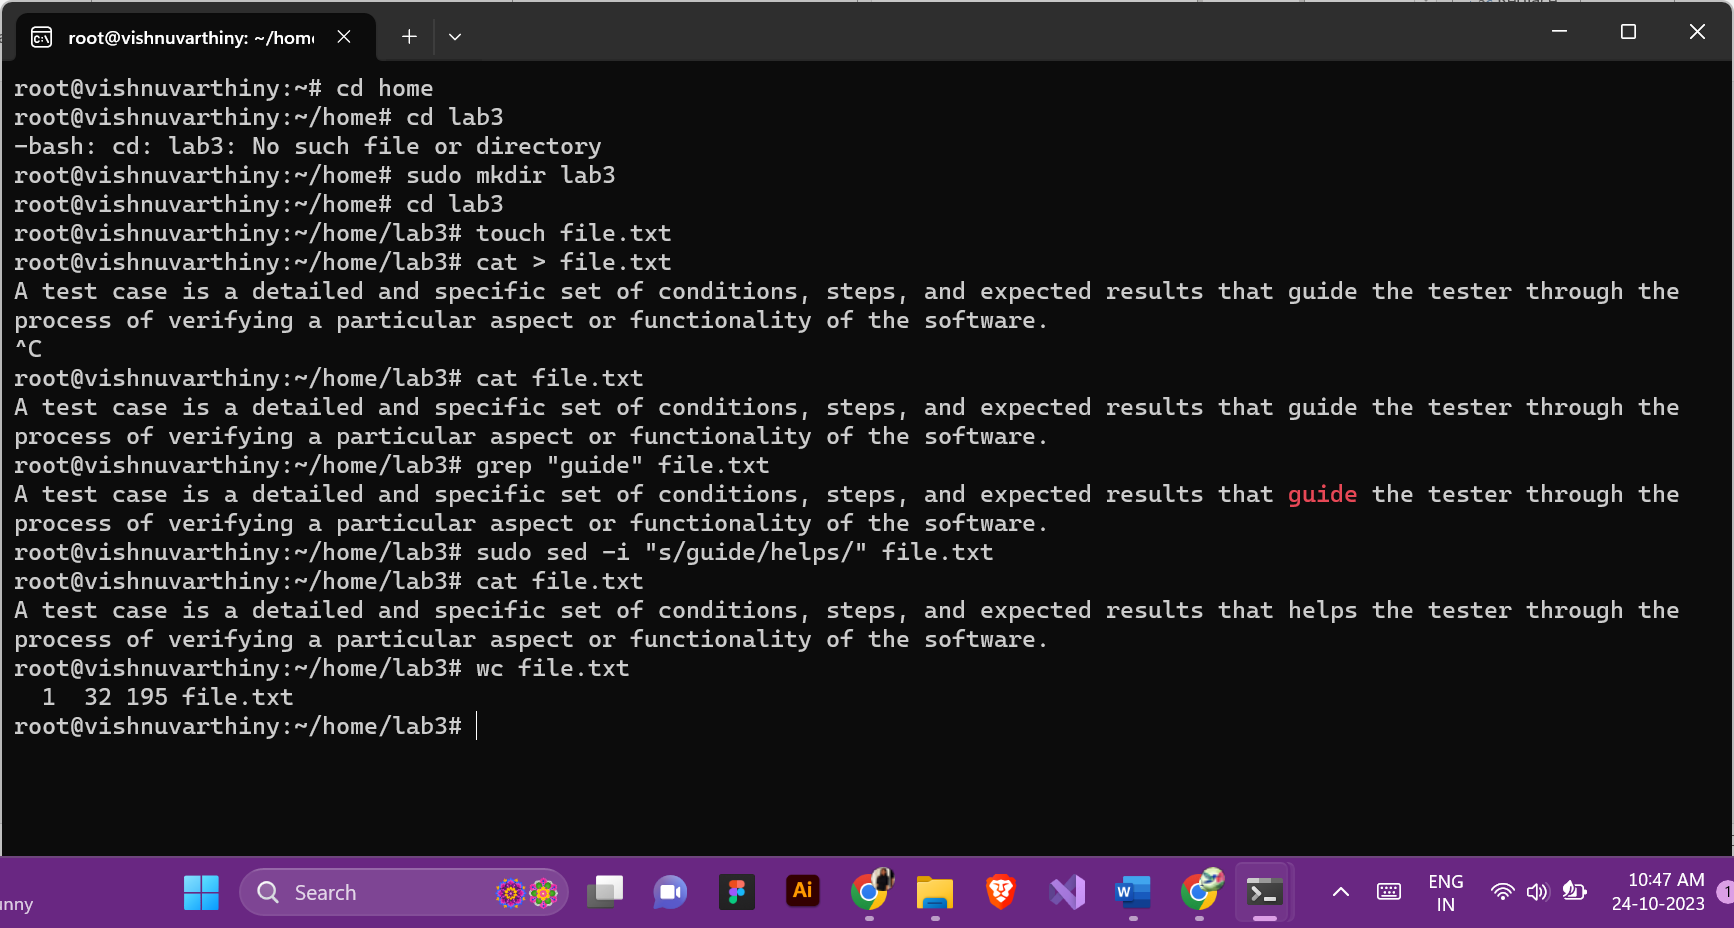 root@vishnuvarthiny: ~/hom
root@vishnuvarthiny:~# cd home
root@vishnuvarthiny:~/home# cd lab3
-bash: cd: lab3: No such file or directory
root@vishnuvarthiny:~/home# sudo mkdir lab3
root@vishnuvarthiny:~/home# cd lab3
root@vishnuvarthiny:~/home/lab3# touch file.txt
root@vishnuvarthiny:~/home/lab3# cat > file.txt
A test case is a detailed and specific set of conditions, steps, and expected results that guide the tester through the
process of verifying a particular aspect or functionality of the software.
^C
root@vishnuvarthiny:~/home/lab3# cat file.txt
A test case is a detailed and specific set of conditions, steps, and expected results that guide the tester through the
process of verifying a particular aspect or functionality of the software.
root@vishnuvarthiny:~/home/lab3# grep "guide" file.txt
A test case is a detailed and specific set of conditions, steps, and expected results that guide the tester through the
process of verifying a particular aspect or functionality of the software.
root@vishnuvarthiny:~/home/lab3# sudo sed -i "s/guide/helps/" file.txt
root@vishnuvarthiny:~/home/lab3# cat file.txt
A test case is a detailed and specific set of conditions, steps, and expected results that helps the tester through the
process of verifying a particular aspect or functionality of the software.
root@vishnuvarthiny:~/home/lab3# wc file.txt
  1  32 195 file.txt
root@vishnuvarthiny:~/home/lab3#
unny
Search
Ai
W
ENG
IN
10:47 AM
24-10-2023
1